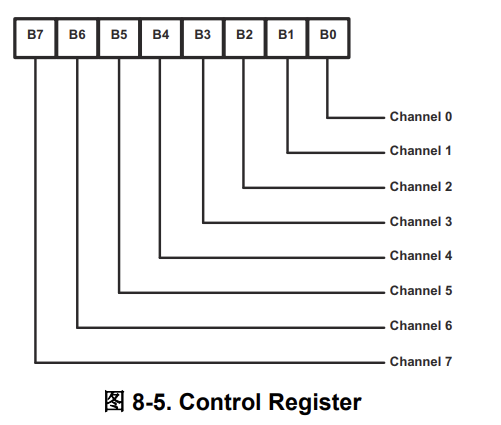 B7 B6 B5 B4 B3 B2 B1 B0
Channel 0
Channel 1
Channel 2
Channel 3
Channel 4
Channel 5
Channel 6
Channel 7
图 8-5. Control Register